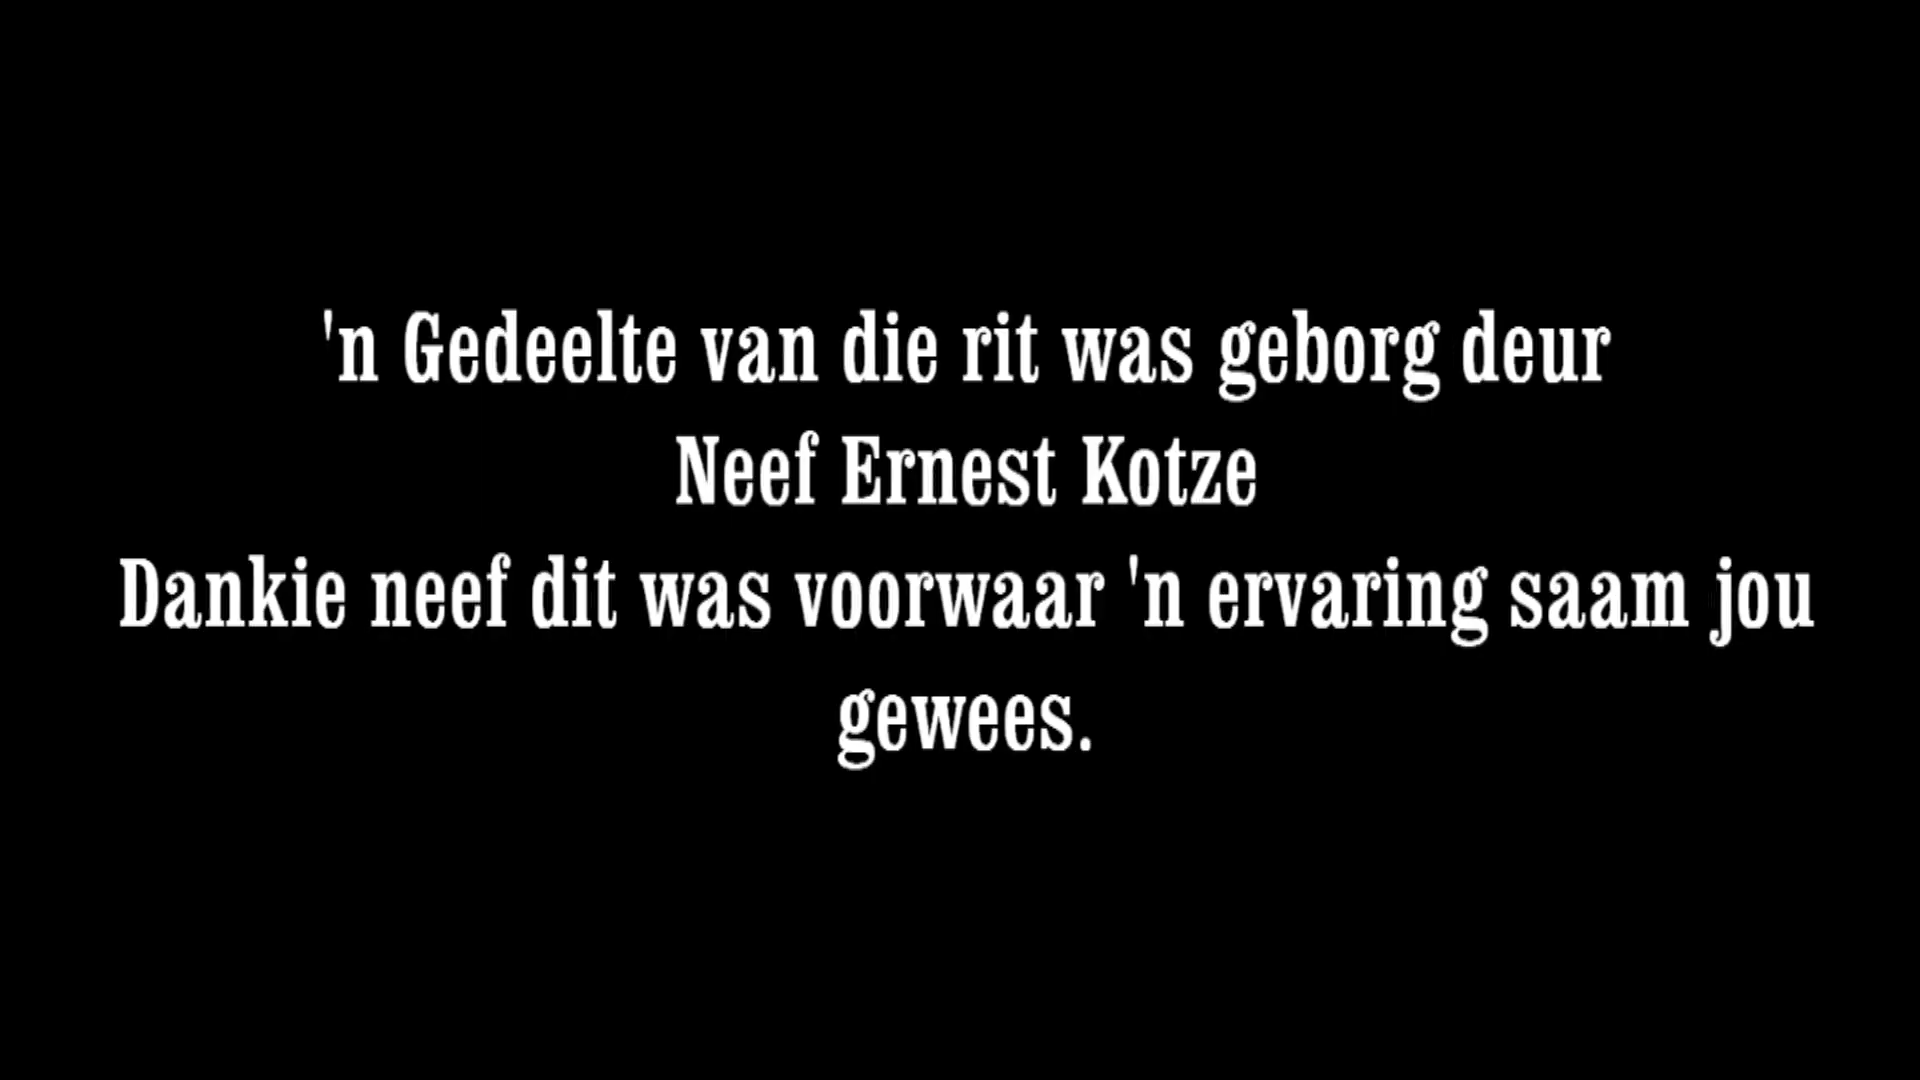 'n Gedeelte van die rit was geborg deur
Neef Ernest Kotze
Dankie neef dit was voorwaar 'n ervaring saam jou
gewees.